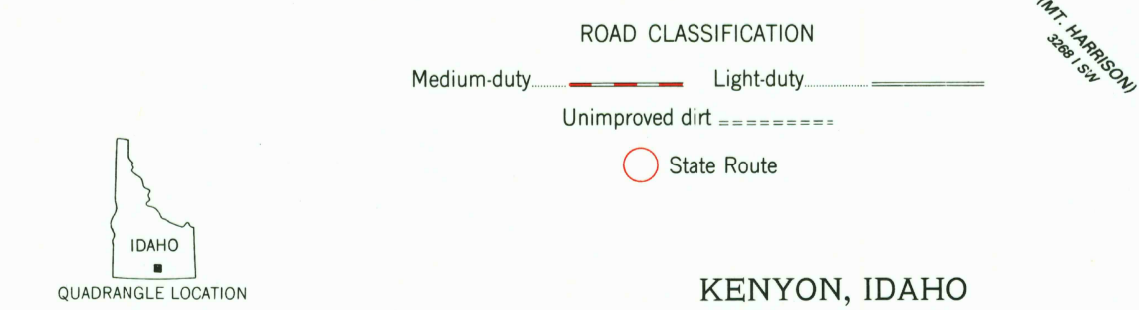 (MT. HARRISON)
3268 I SW
ROAD CLASSIFICATION
Medium-duty Light-duty
Unimproved dirt
State Route
IDAHO
QUADRANGLE LOCATION
KENYON, IDAHO